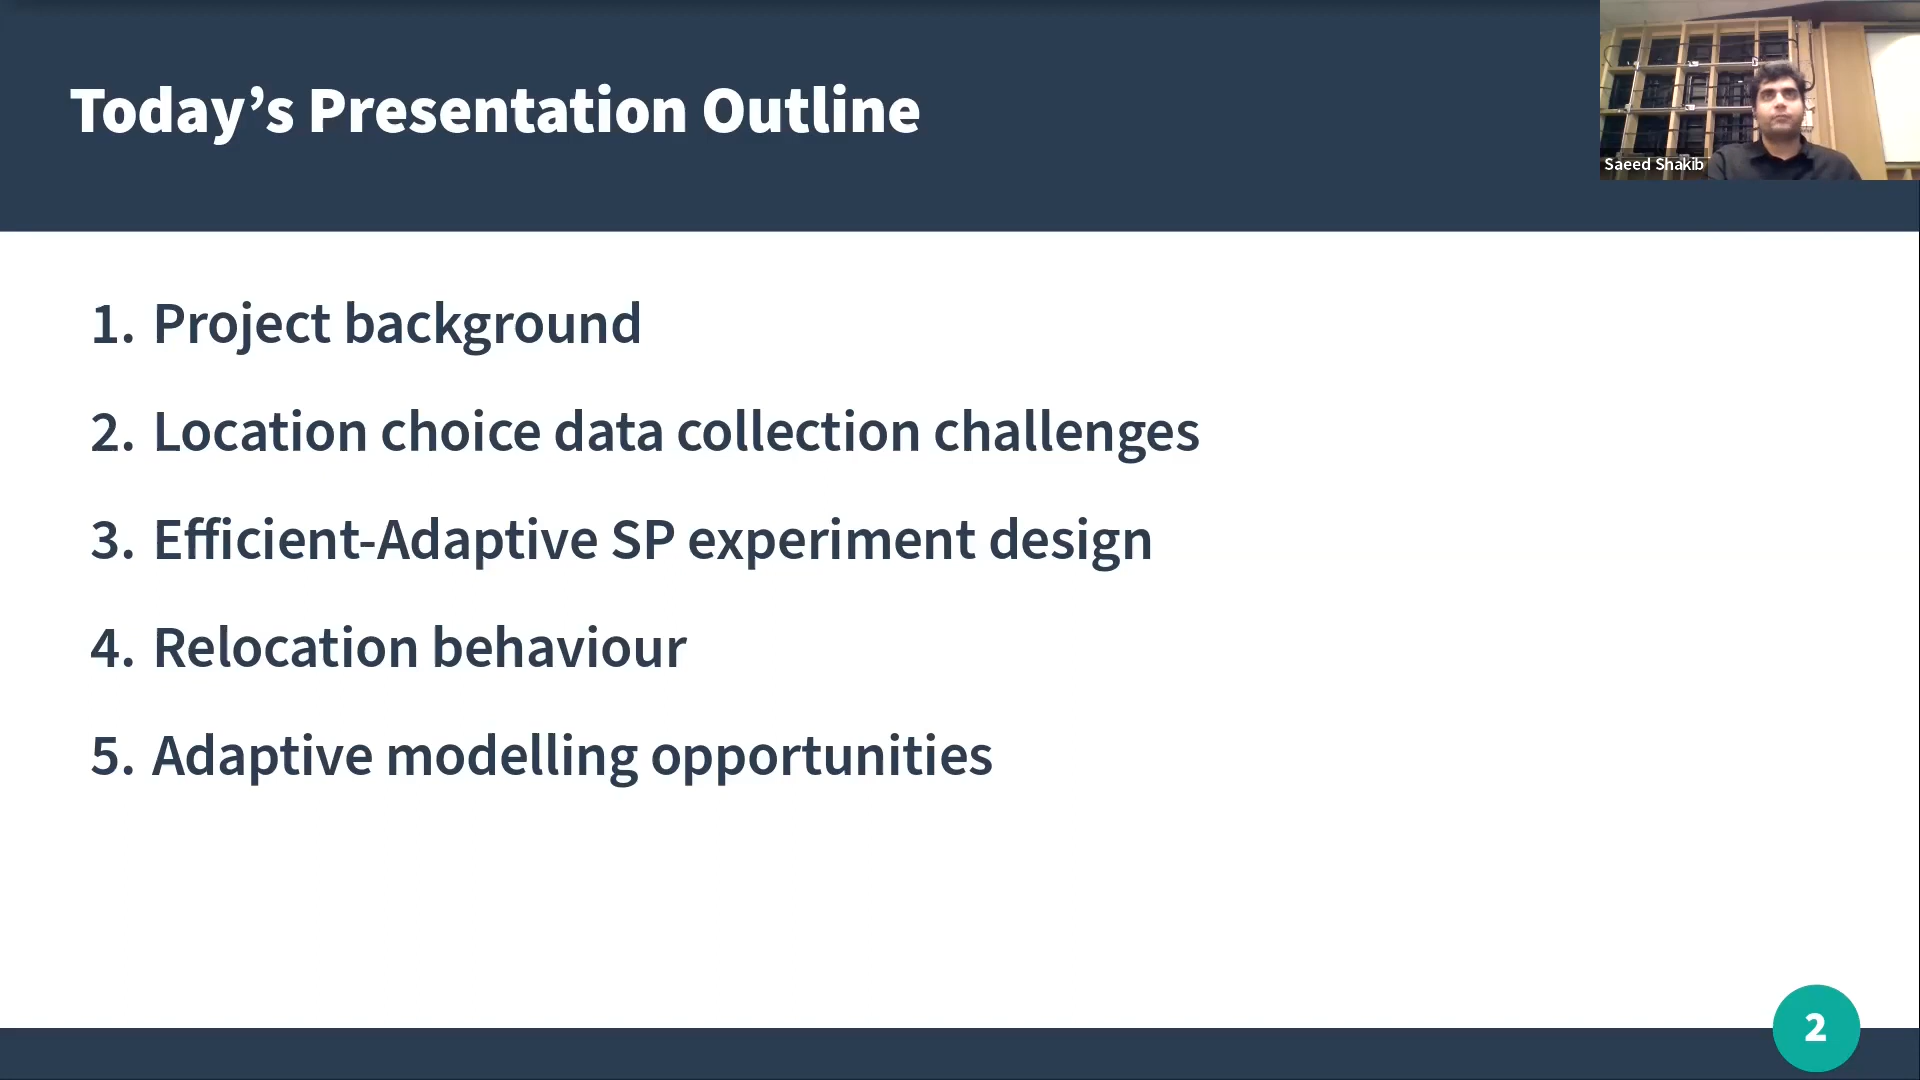 Today’s Presentation Outline
Saeed Shakib
1. Project background
2. Location choice data collection challenges
3. Efficient-Adaptive SP experiment design
4. Relocation behaviour
5. Adaptive modelling opportunities
2